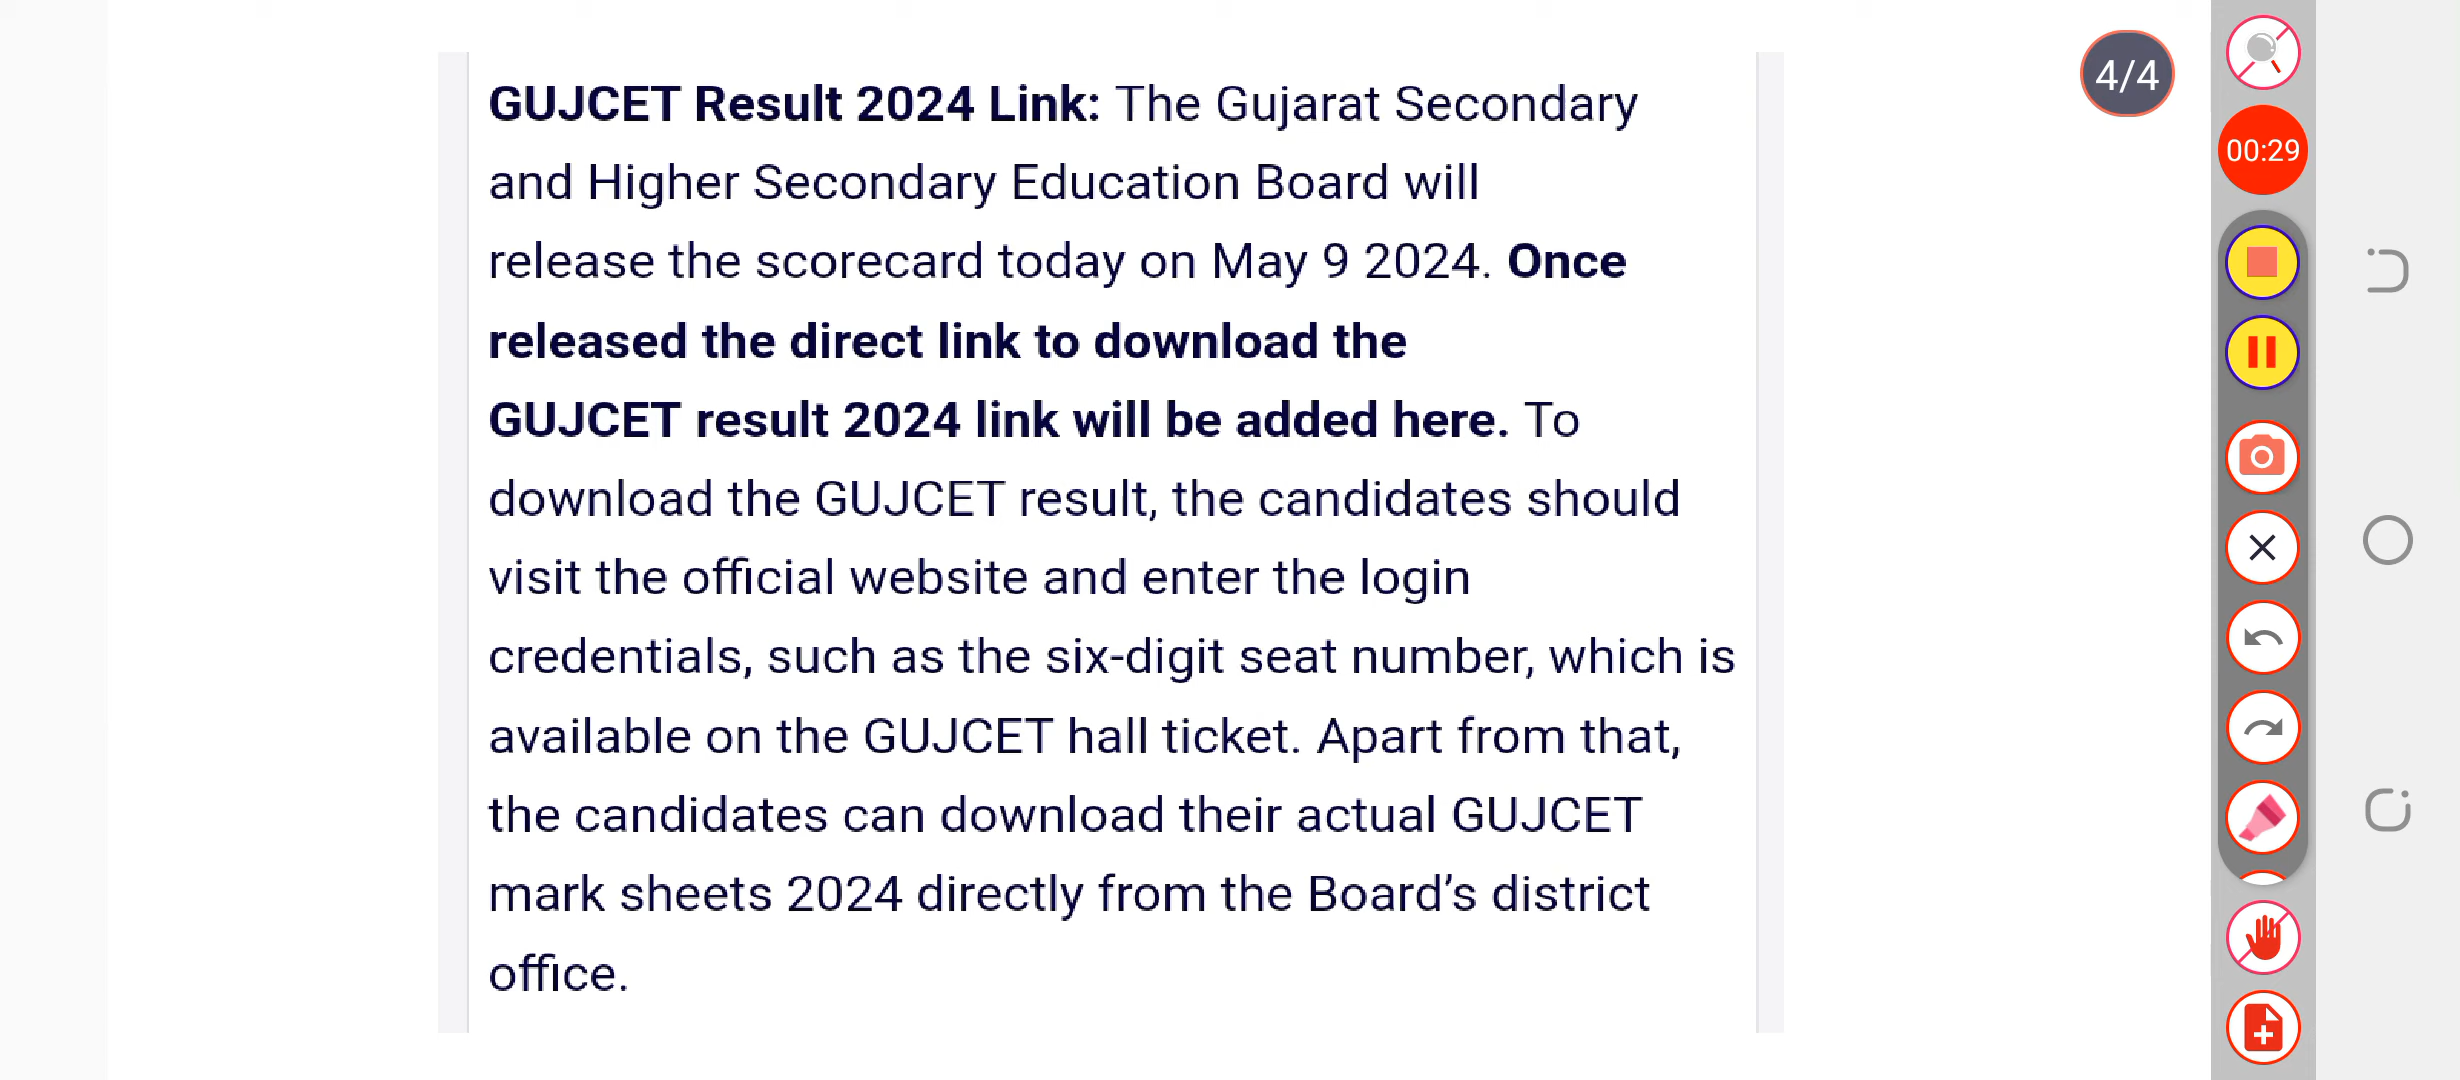 GUJCET Result 2024 Link: The Gujarat Secondary
and Higher Secondary Education Board will
release the scorecard today on May 9 2024. Once
released the direct link to download the
GUJCET result 2024 link will be added here. To
download the GUJCET result, the candidates should
visit the official website and enter the login
credentials, such as the six-digit seat number, which is
available on the GUJCET hall ticket. Apart from that,
the candidates can download their actual GUJCET
mark sheets 2024 directly from the Board’s district
office.
4/4
00:29